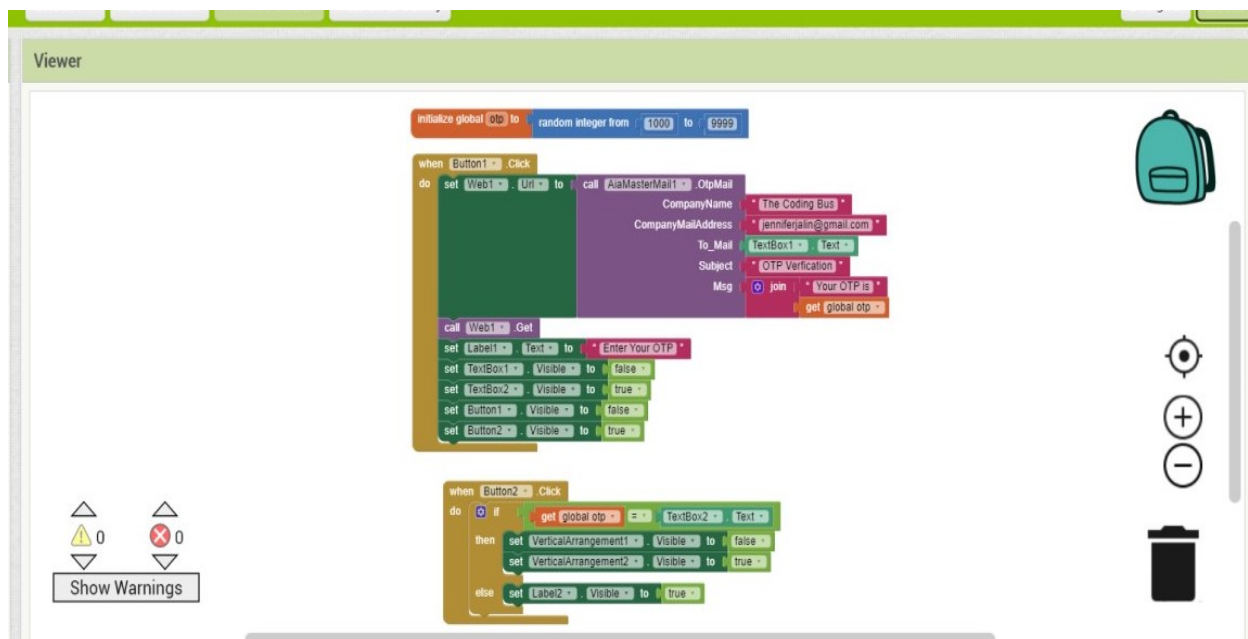 Viewer
initialize global otp to random integer from 1000 to 9999
when Button1 .Click
do set Web1 . Url to call AiaMasterMail1 .OtpMail
CompanyName " The Coding Bus "
CompanyMailAddress " jenniferjalin@gmail.com "
To_Mail TextBox1 . Text
Subject " OTP Verfication "
Msg join " Your OTP is "
get global otp
call Web1 .Get
set Label1 . Text to " Enter Your OTP "
set TextBox1 . Visible to false
set TextBox2 . Visible to true
set Button1 . Visible to false
set Button2 . Visible to true
when Button2 .Click
do if get global otp = TextBox2 . Text
then set VerticalArrangement1 . Visible to false
set VerticalArrangement2 . Visible to true
else set Label2 . Visible to true
0 0
Show Warnings